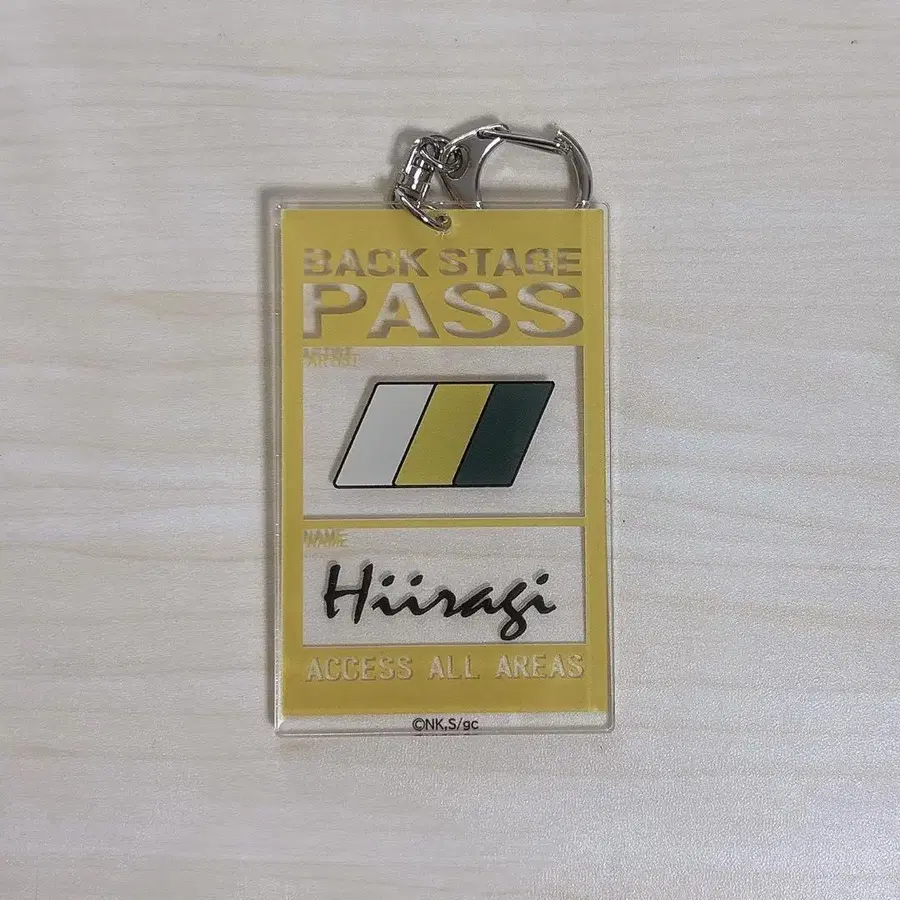 BACK STAGE
PASS
ARTIST
NAME
Hiiragi
ACCESS ALL AREAS
©NK,S/gc